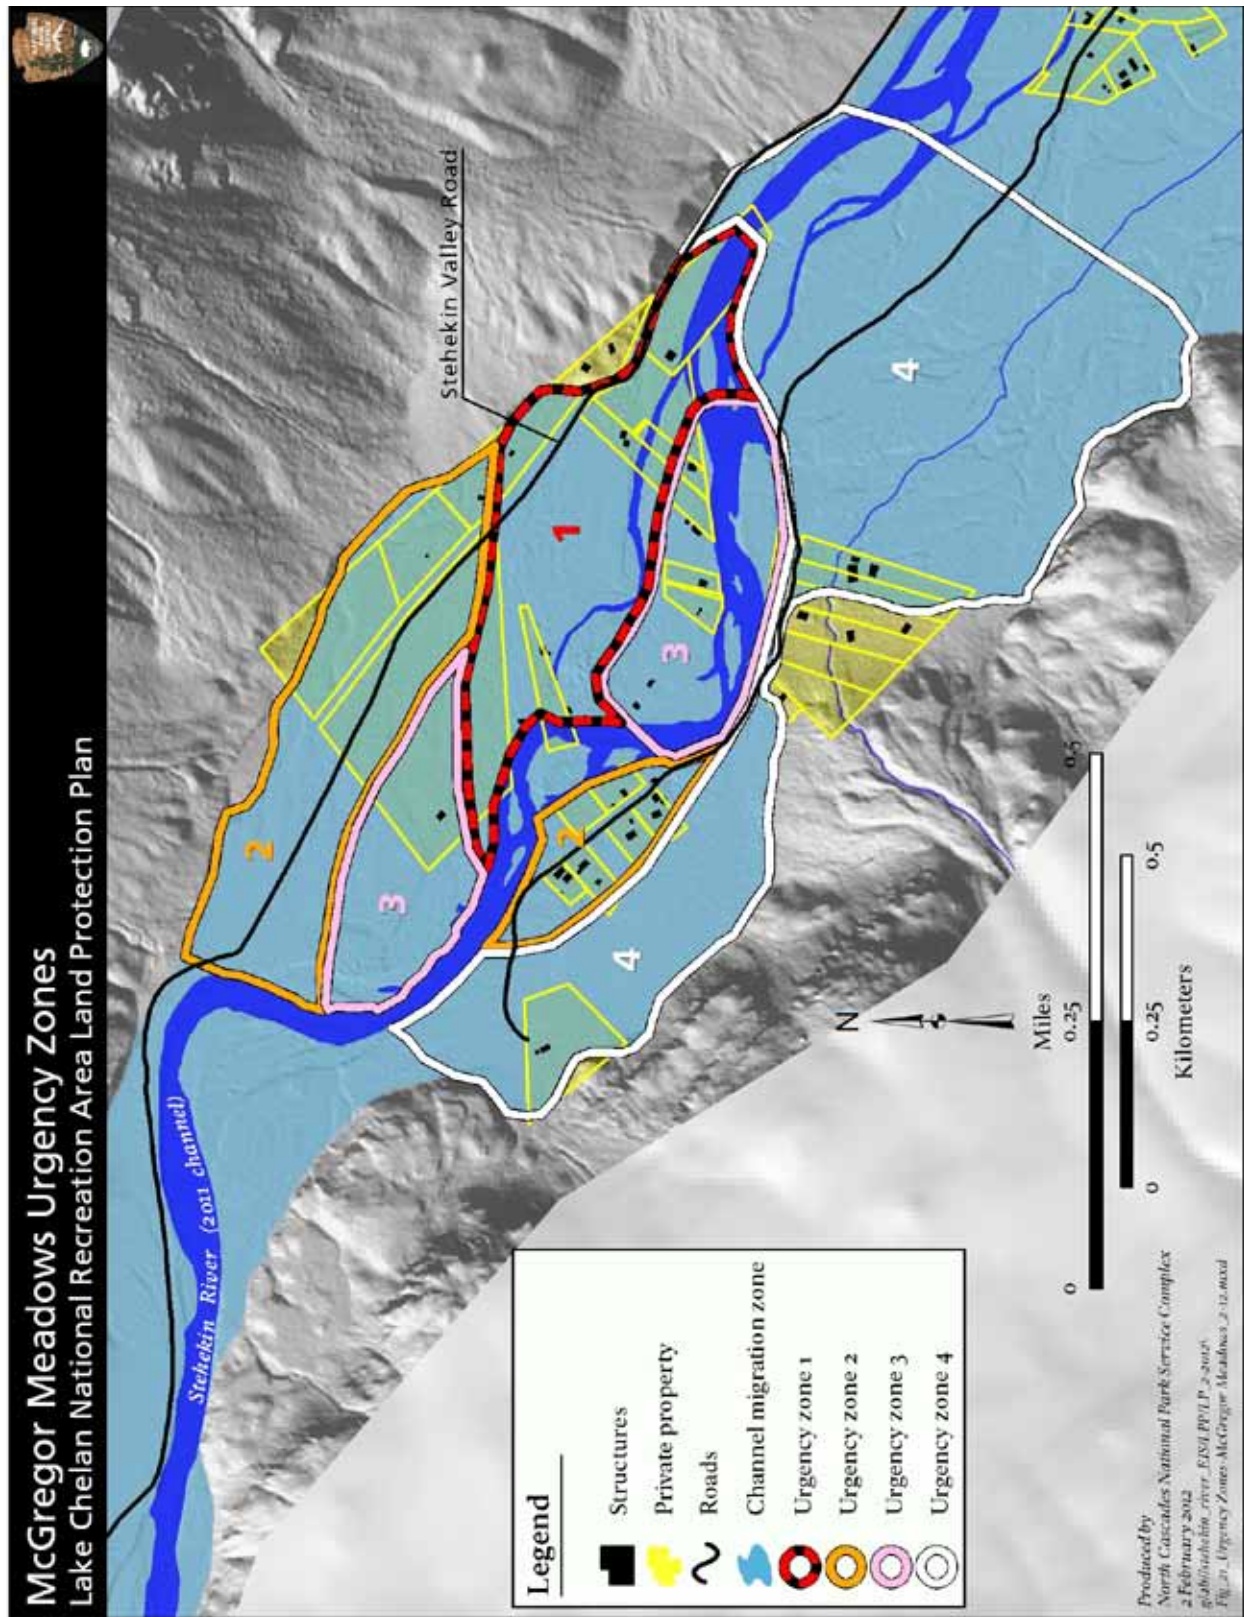 McGregor Meadows Urgency Zones
Lake Chelan National Recreation Area Land Protection Plan
Stehekin River (2011 channel)
Stehekin Valley Road
2
3
1
2
3
4
4
Legend
Structures
Private property
Roads
Channel migration zone
Urgency zone 1
Urgency zone 2
Urgency zone 3
Urgency zone 4
N
Miles
0 0.25 0.5
0 0.25 0.5
Kilometers
Produced by
North Cascades National Park Service Complex
2 February 2012